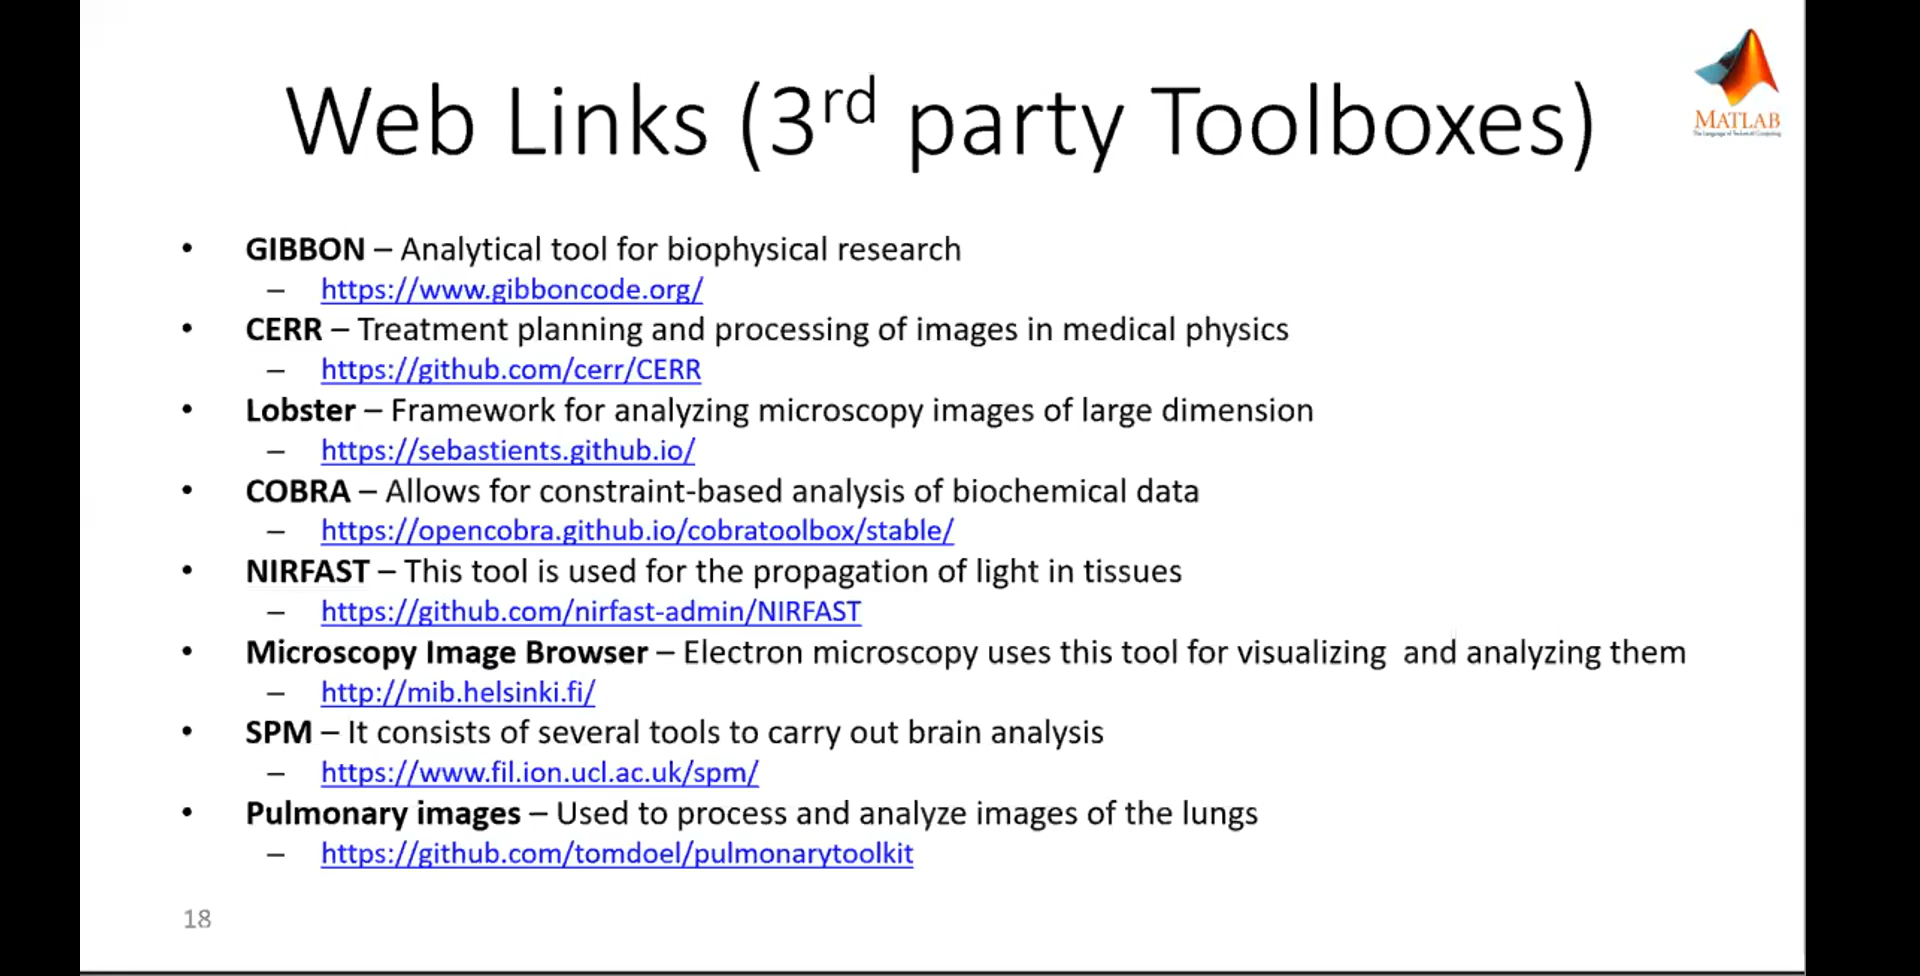 Web Links (3rd party Toolboxes)
MATLAB
The Language of Technical Computing
• GIBBON – Analytical tool for biophysical research
– https://www.gibboncode.org/
• CERR – Treatment planning and processing of images in medical physics
– https://github.com/cerr/CERR
• Lobster – Framework for analyzing microscopy images of large dimension
– https://sebastients.github.io/
• COBRA – Allows for constraint-based analysis of biochemical data
– https://opencobra.github.io/cobratoolbox/stable/
• NIRFAST – This tool is used for the propagation of light in tissues
– https://github.com/nirfast-admin/NIRFAST
• Microscopy Image Browser – Electron microscopy uses this tool for visualizing  and analyzing them
– http://mib.helsinki.fi/
• SPM – It consists of several tools to carry out brain analysis
– https://www.fil.ion.ucl.ac.uk/spm/
• Pulmonary images – Used to process and analyze images of the lungs
– https://github.com/tomdoel/pulmonarytoolkit
18